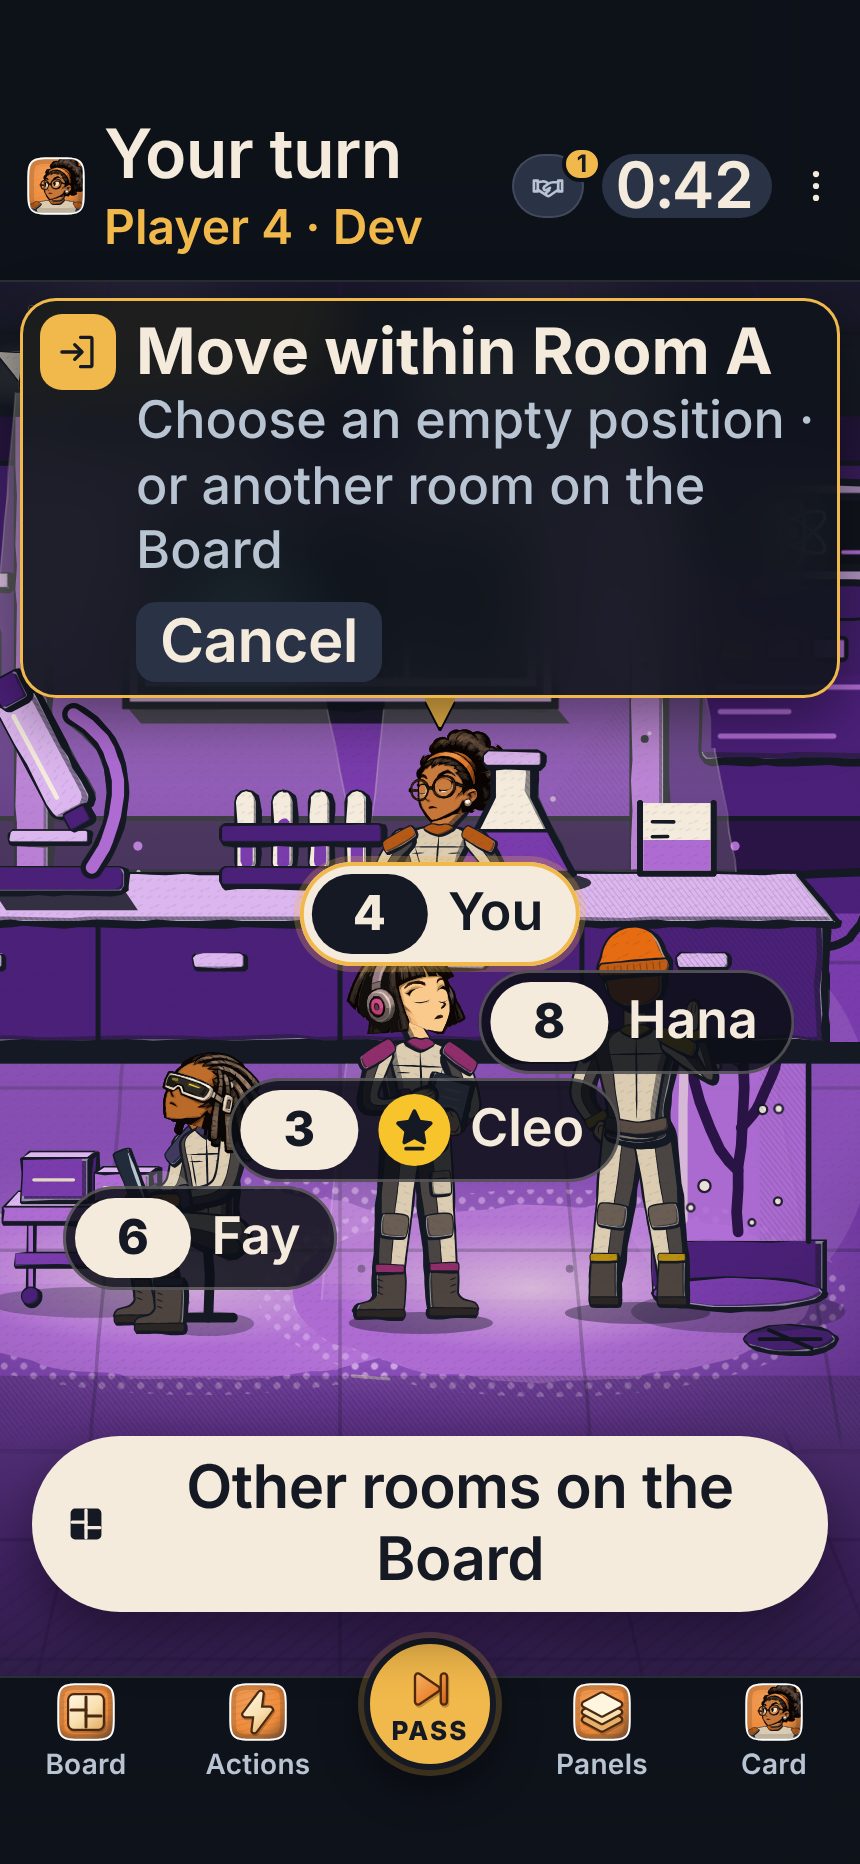 Your turn
Player 4 · Dev
1
0:42
Move within Room A
Choose an empty position ·
or another room on the
Board
Cancel
4 You
8 Hana
3 Cleo
6 Fay
Other rooms on the
Board
Board
Actions
PASS
Panels
Card